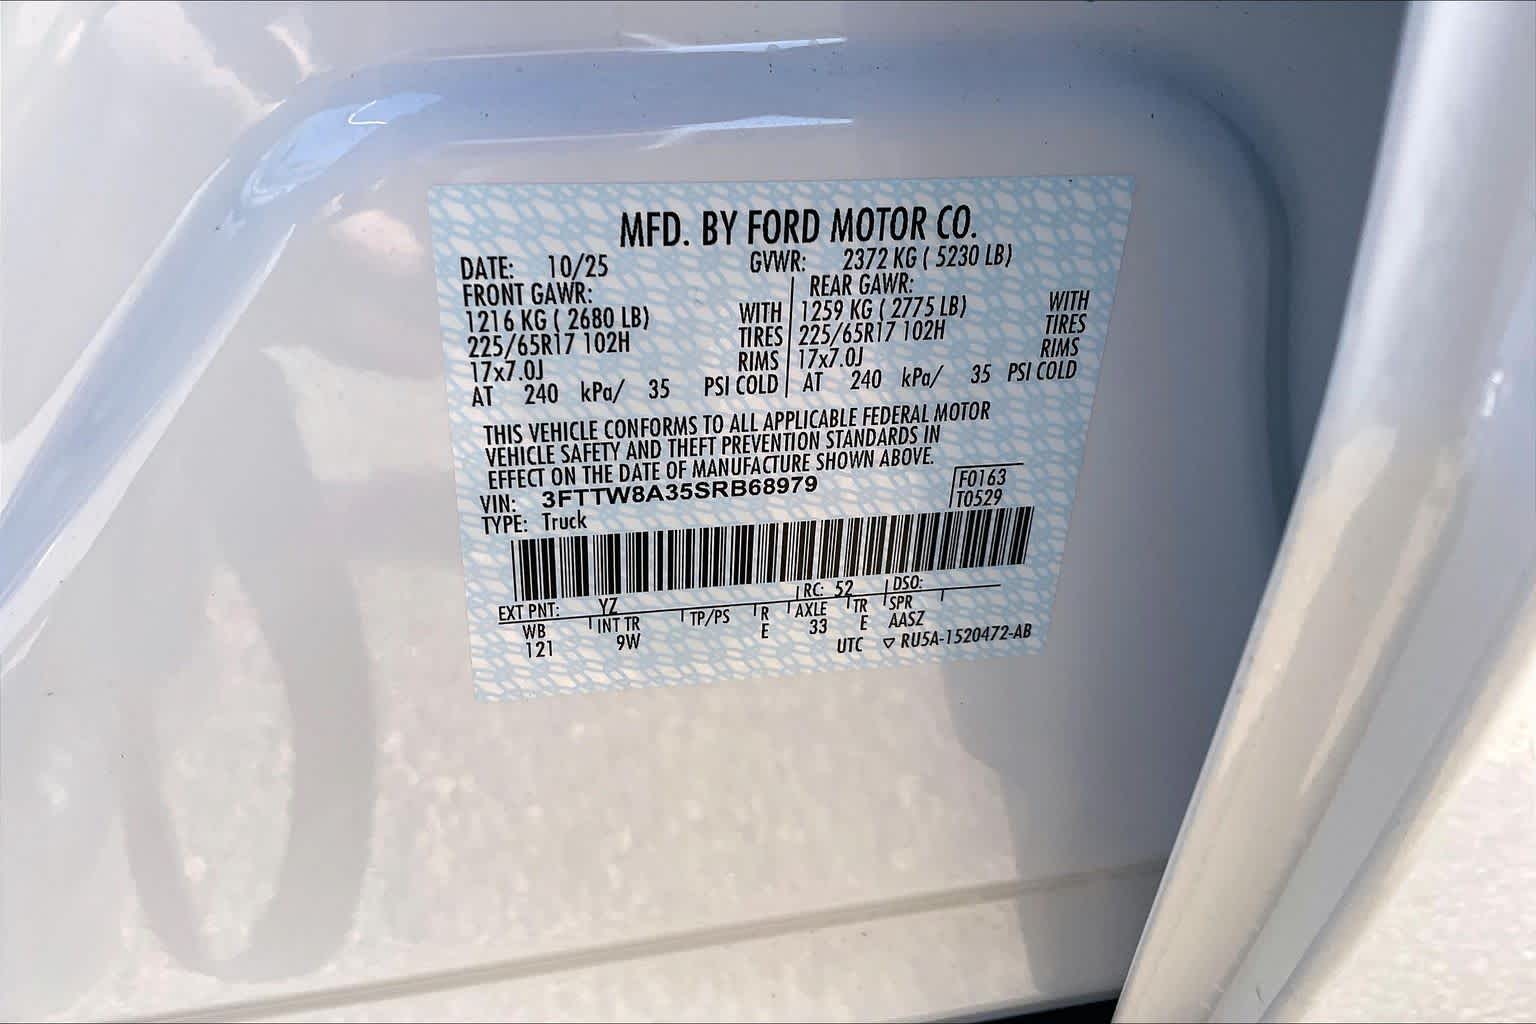 MFD. BY FORD MOTOR CO.
DATE: 10/25 GVWR: 2372 KG ( 5230 LB)
FRONT GAWR: REAR GAWR:
1216 KG ( 2680 LB) WITH 1259 KG ( 2775 LB) WITH
225/65R17 102H TIRES 225/65R17 102H TIRES
17x7.0J RIMS 17x7.0J RIMS
AT 240 kPa/ 35 PSI COLD AT 240 kPa/ 35 PSI COLD
THIS VEHICLE CONFORMS TO ALL APPLICABLE FEDERAL MOTOR
VEHICLE SAFETY AND THEFT PREVENTION STANDARDS IN
EFFECT ON THE DATE OF MANUFACTURE SHOWN ABOVE.
VIN: 3FTTW8A35SRB68979 F0163
TYPE: Truck T0529
EXT PNT: YZ RC: 52 DSO:
WB INT TR TP/PS R AXLE TR SPR
121 9W E 33 E AASZ
UTC ▽ RU5A-1520472-AB